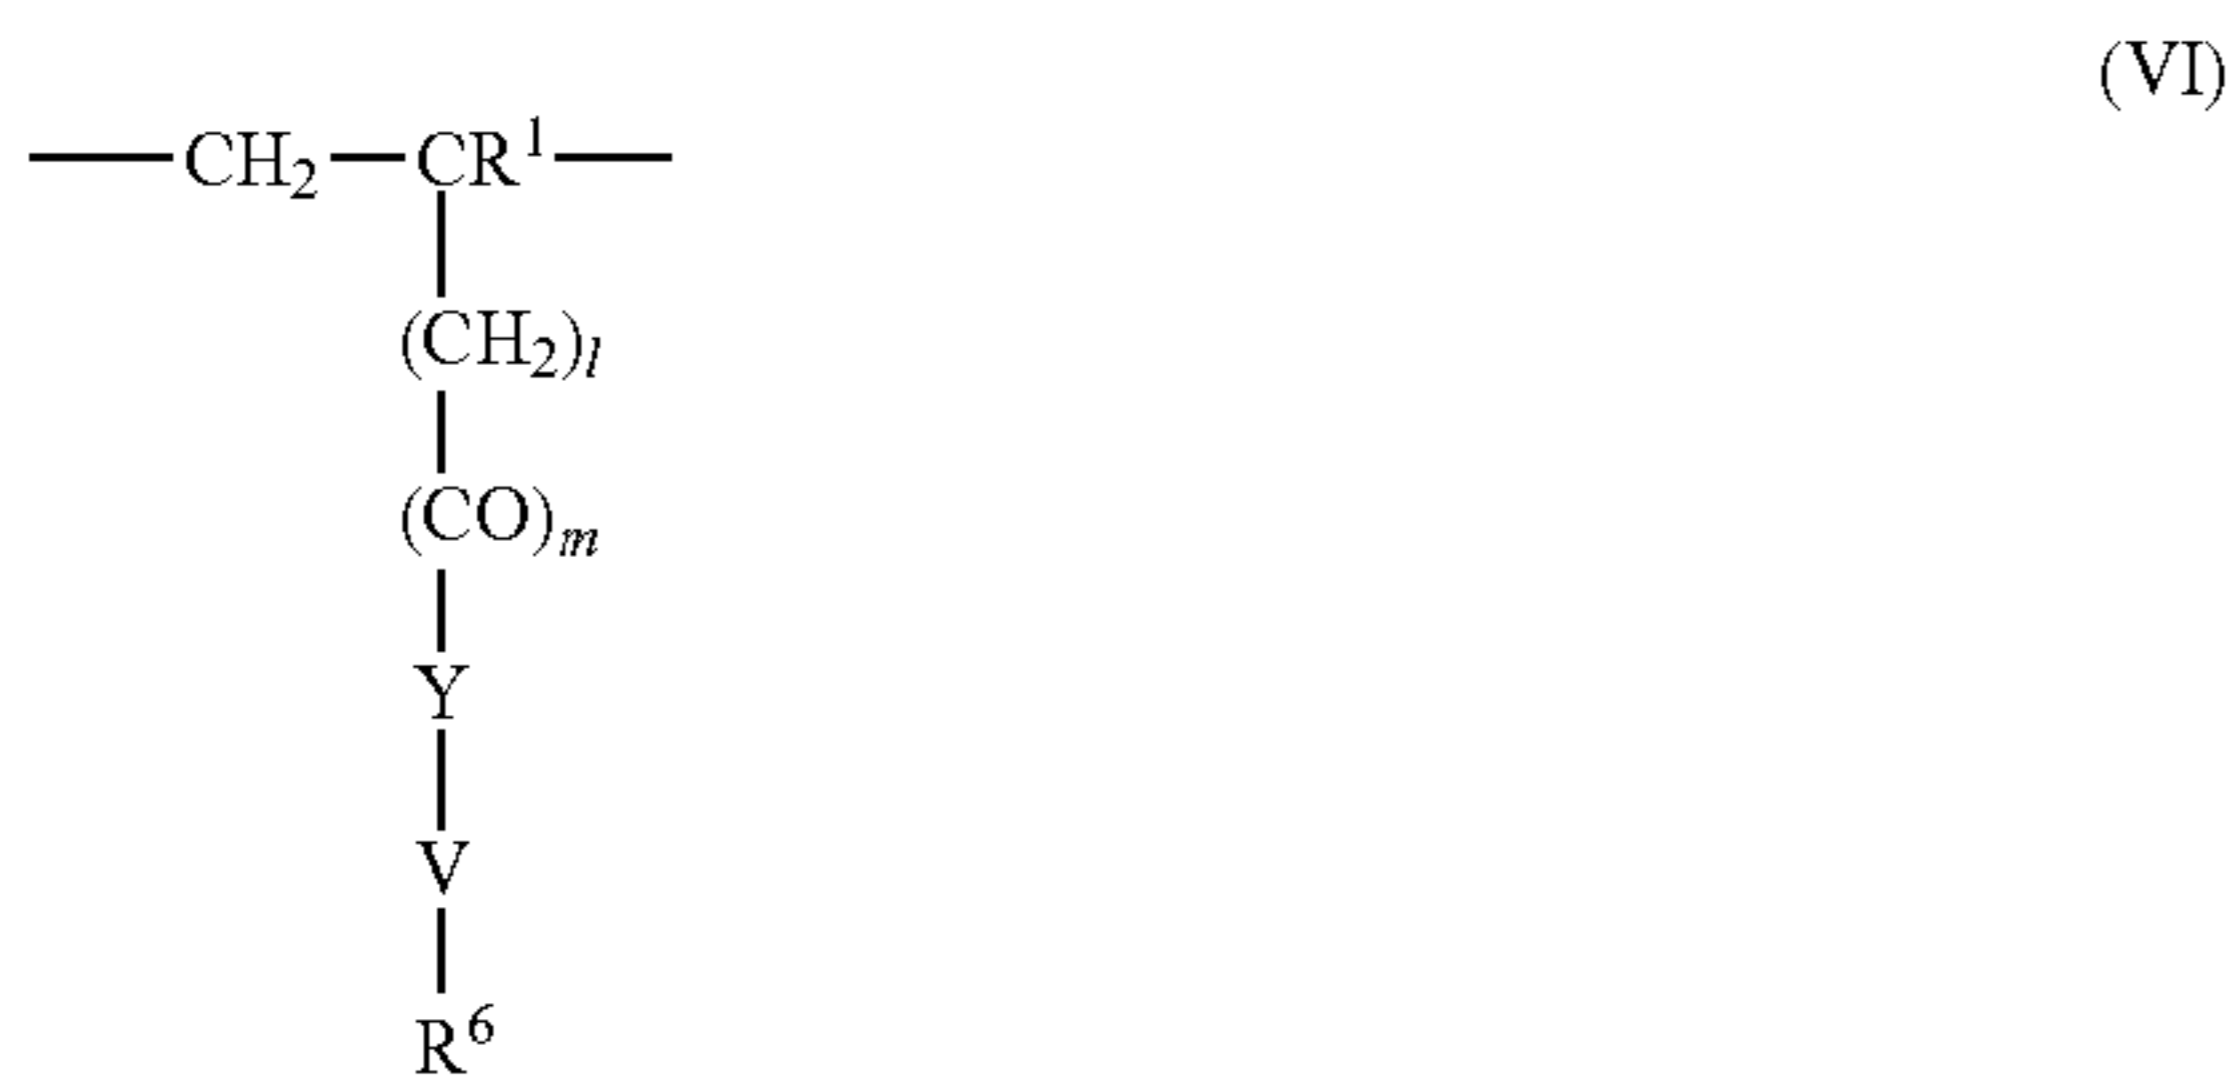 (VI)
—CH₂—CR¹—
(CH₂)l
(CO)m
Y
V
R⁶